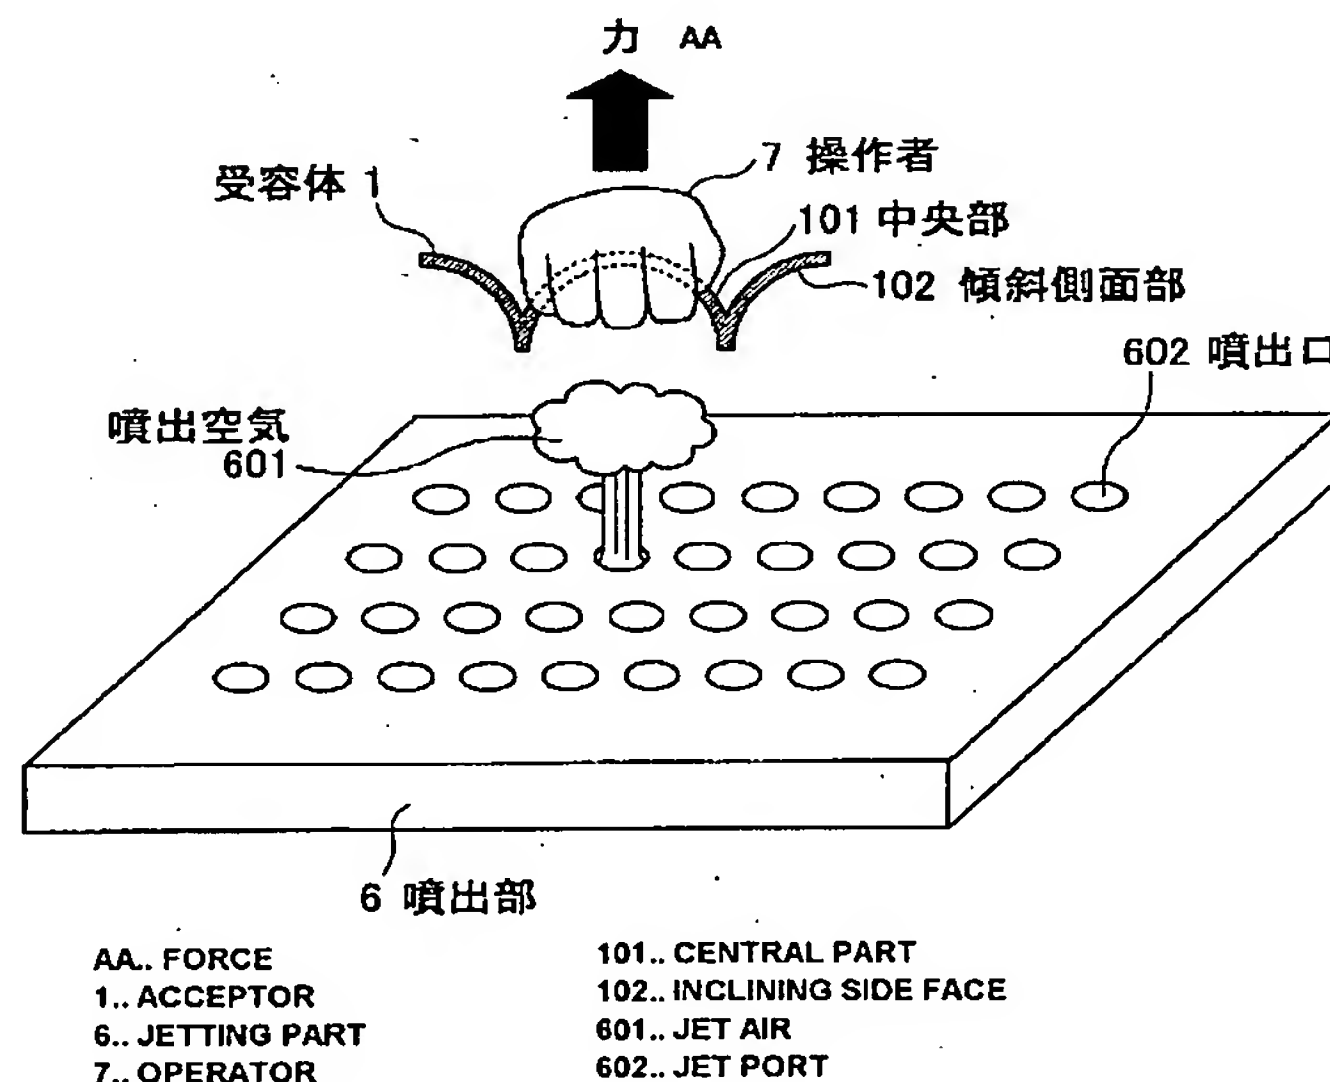 力 AA
7 操作者
受容体 1
101 中央部
102 傾斜側面部
602 噴出口
噴出空気
601
6 噴出部
AA.. FORCE
1.. ACCEPTOR
6.. JETTING PART
7.. OPERATOR
101.. CENTRAL PART
102.. INCLINING SIDE FACE
601.. JET AIR
602.. JET PORT